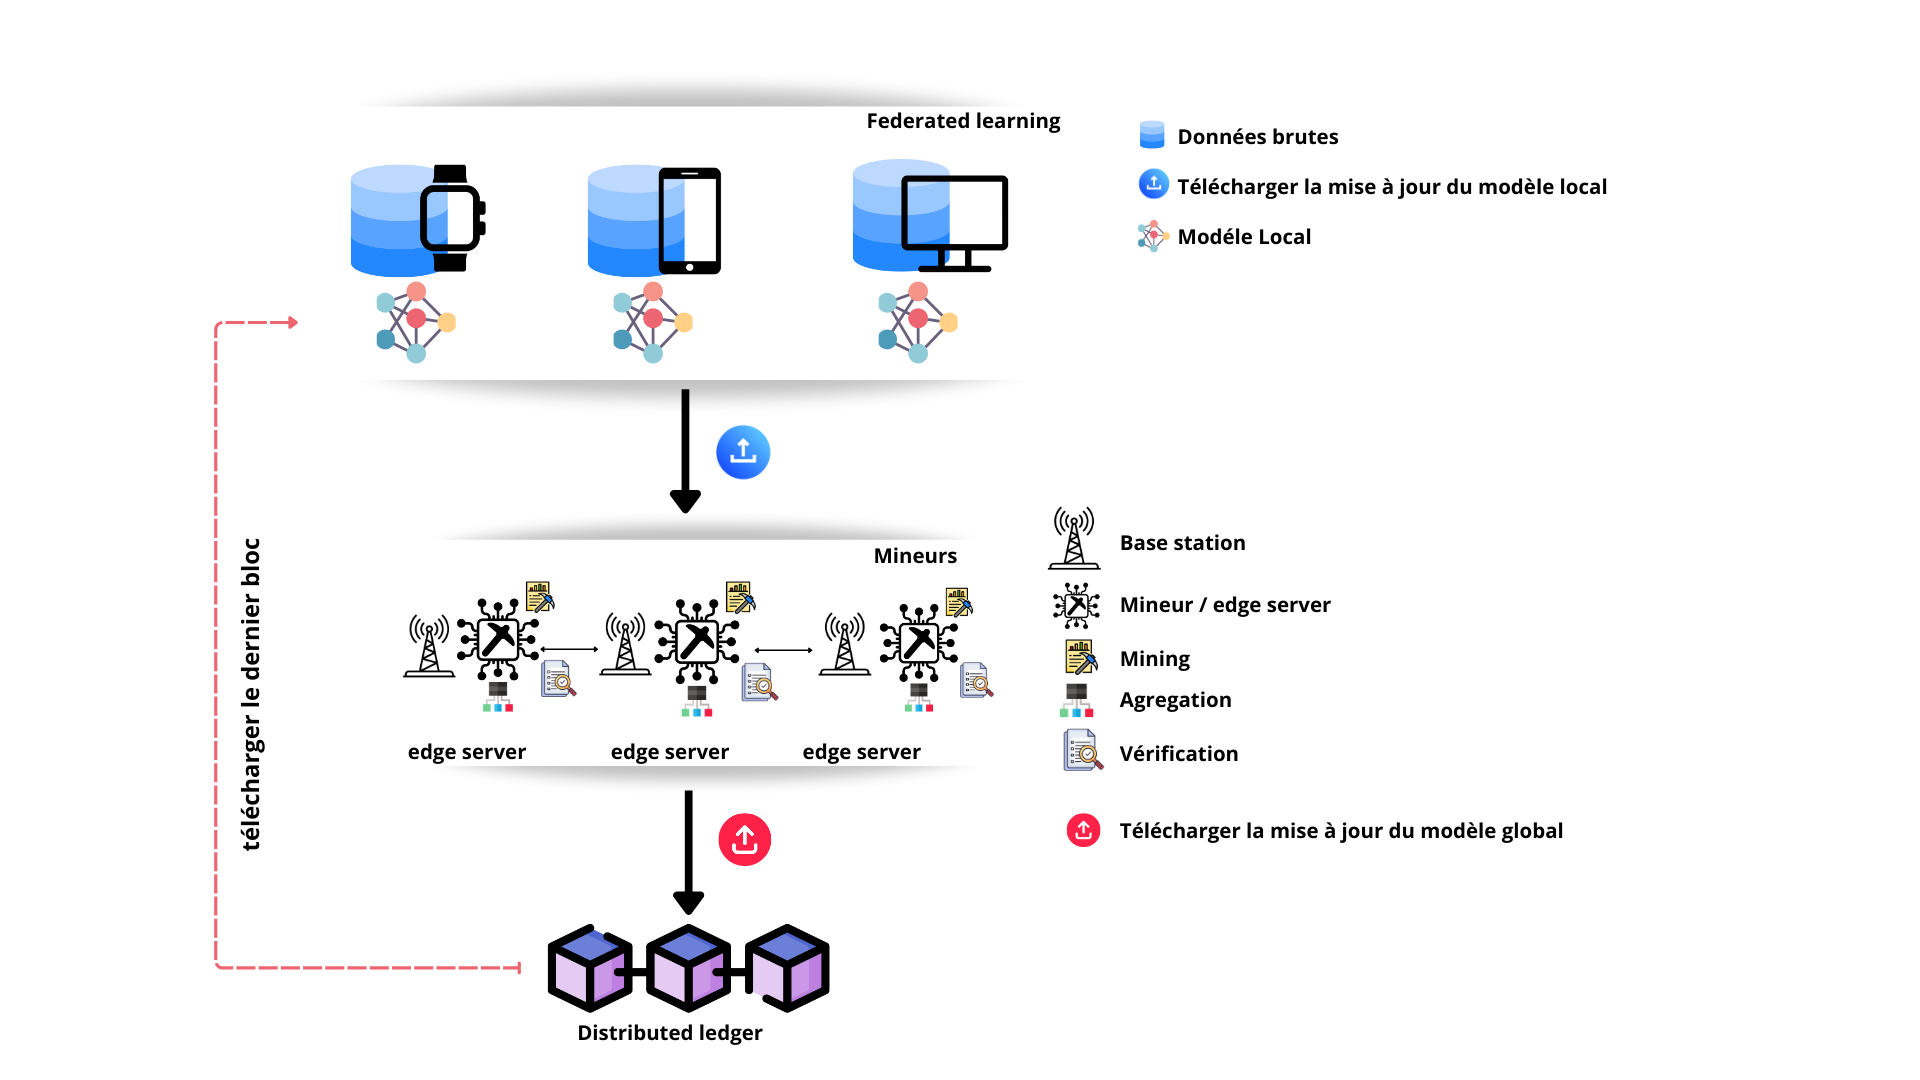 Federated learning
Données brutes
Télécharger la mise à jour du modèle local
Modéle Local
télécharger le dernier bloc
Mineurs
edge server
edge server
edge server
Base station
Mineur / edge server
Mining
Agregation
Vérification
Télécharger la mise à jour du modèle global
Distributed ledger